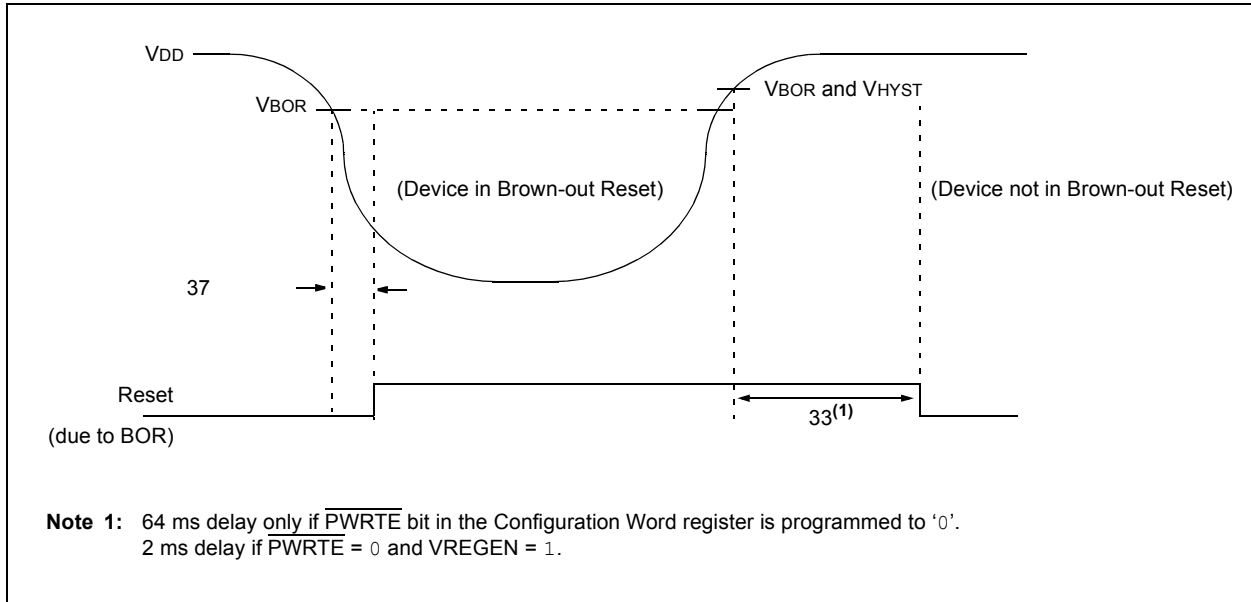 VDD
VBOR and VHYST
VBOR
(Device in Brown-out Reset)
(Device not in Brown-out Reset)
37
Reset
33(1)
(due to BOR)
Note 1: 64 ms delay only if PWRTE bit in the Configuration Word register is programmed to ‘0’.
2 ms delay if PWRTE = 0 and VREGEN = 1.